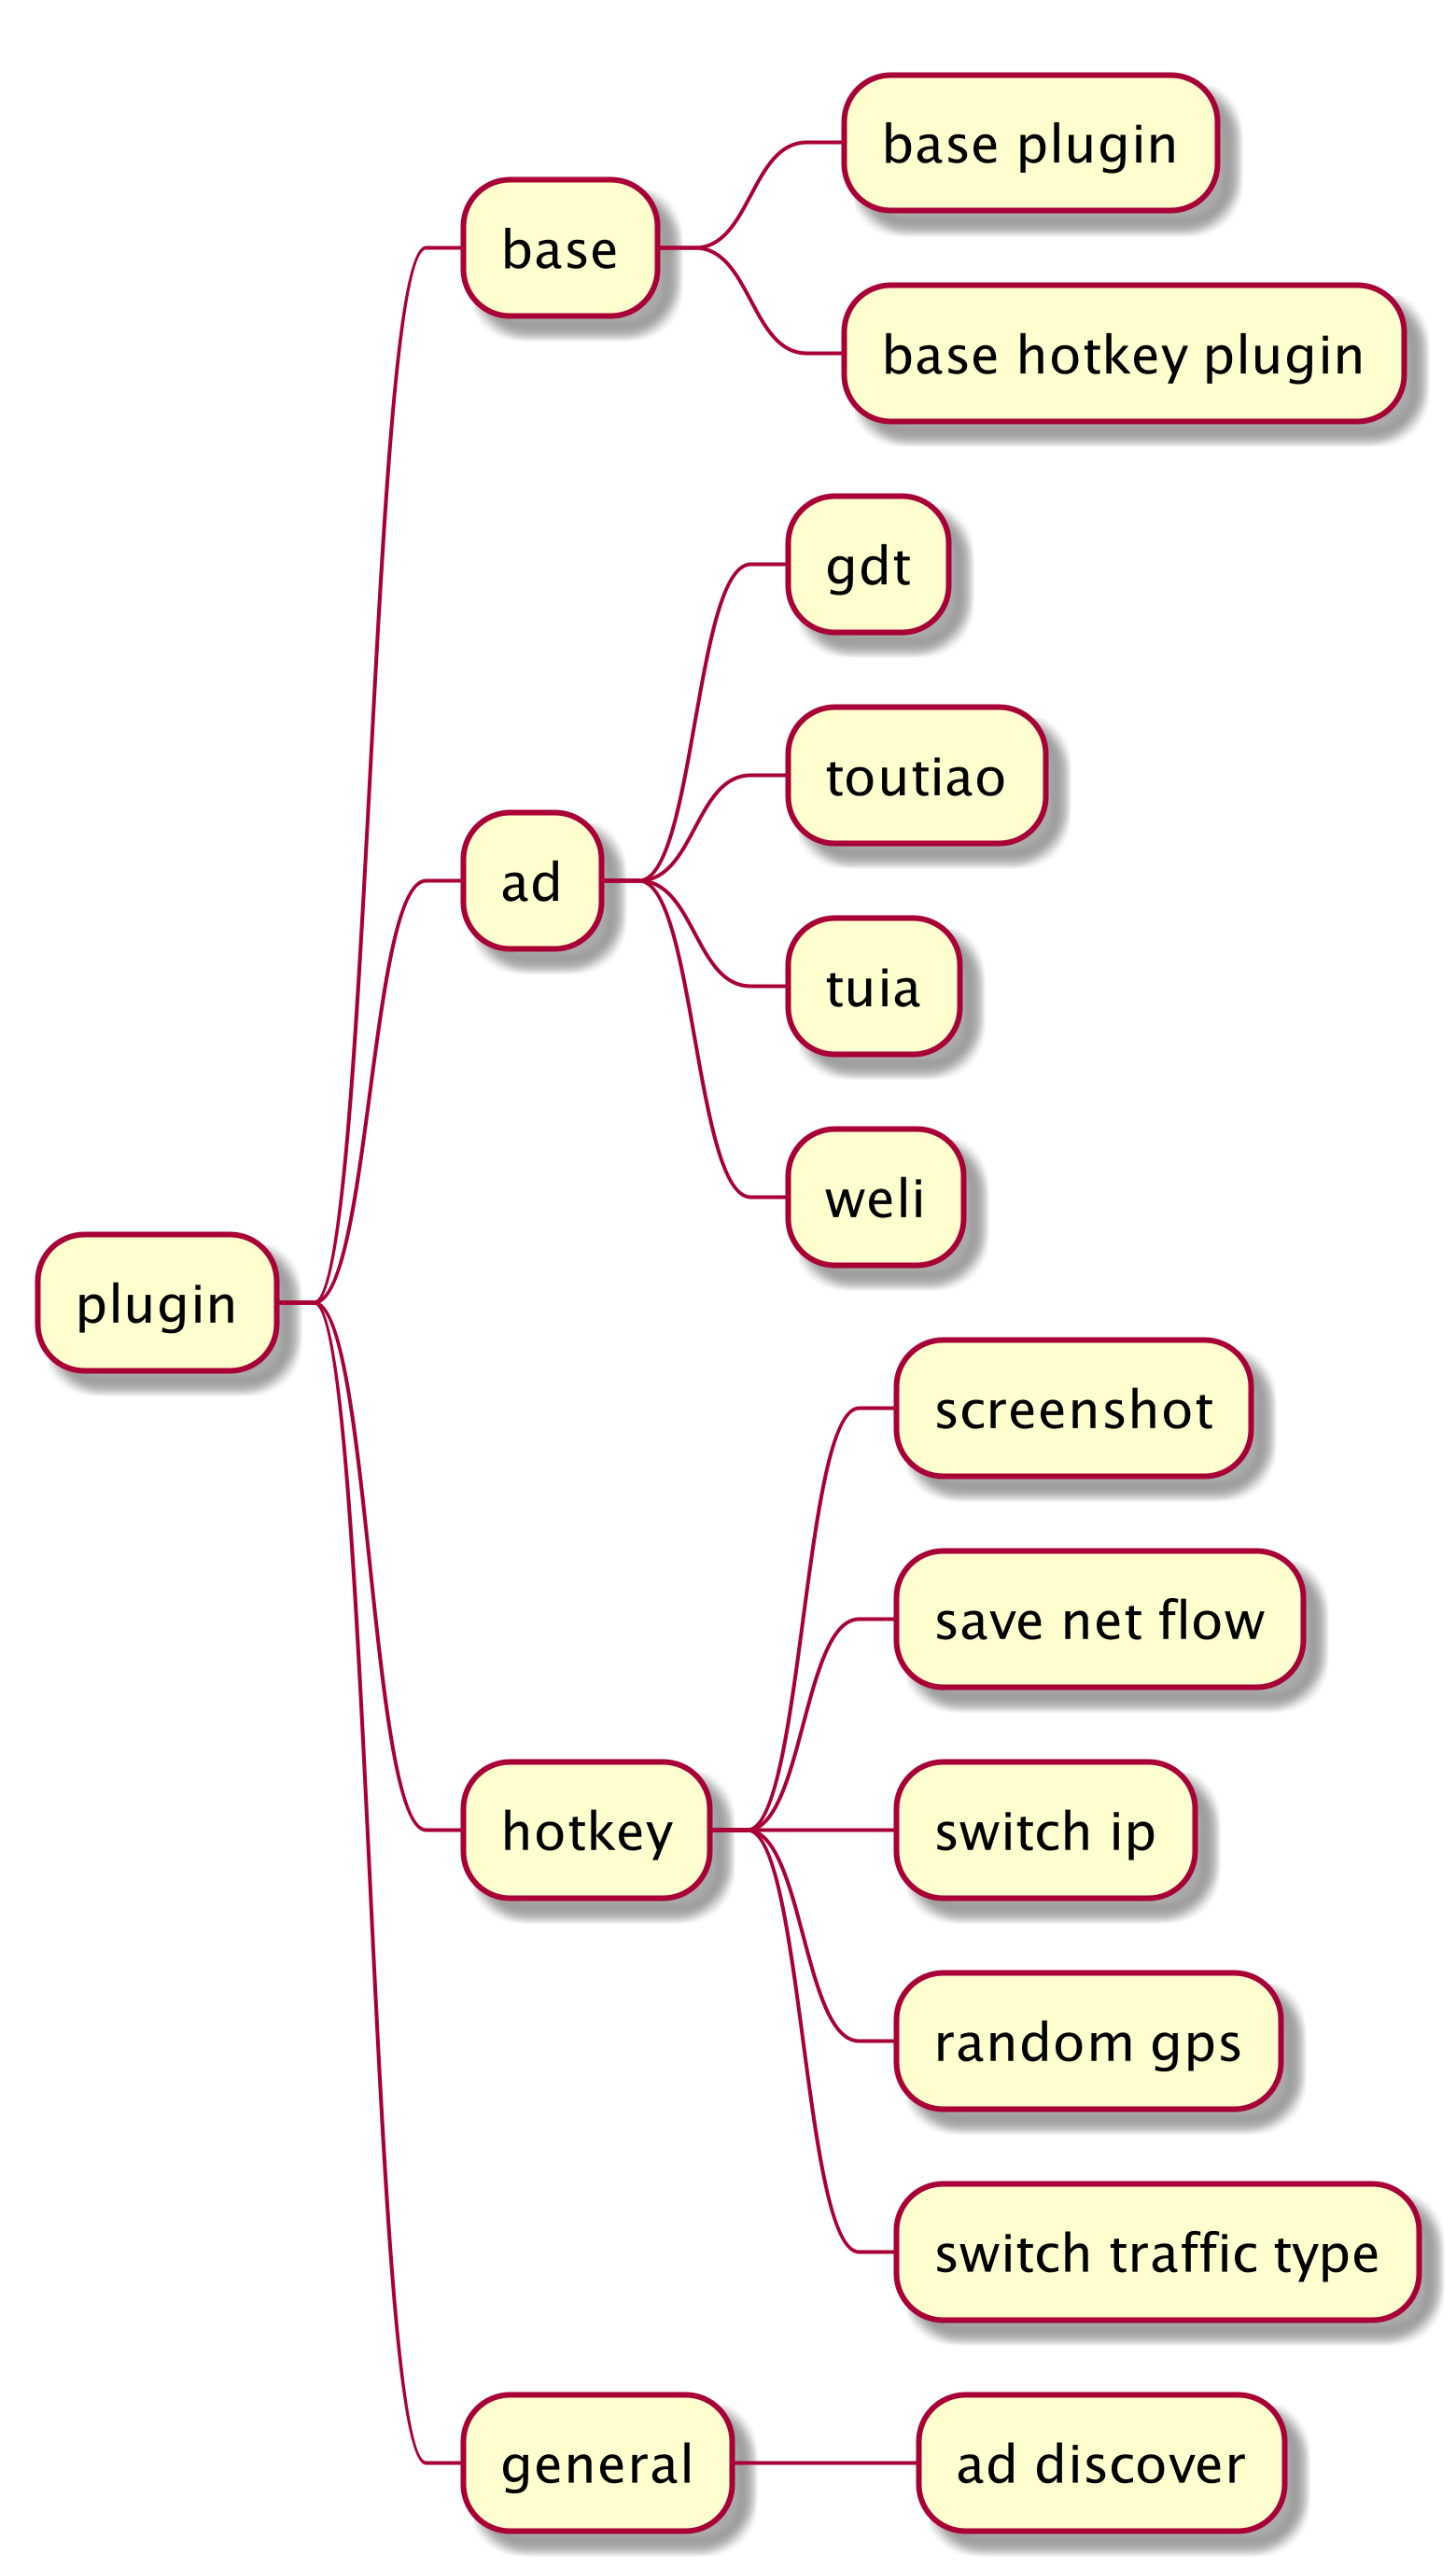 plugin
base
base plugin
base hotkey plugin
ad
gdt
toutiao
tuia
weli
hotkey
screenshot
save net flow
switch ip
random gps
switch traffic type
general
ad discover